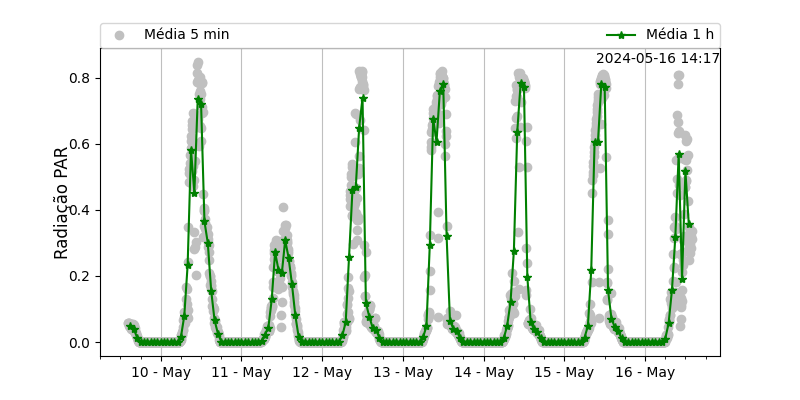 Média 5 min
Média 1 h
2024-05-16 14:17
Radiação PAR
0.8
0.6
0.4
0.2
0.0
10 - May
11 - May
12 - May
13 - May
14 - May
15 - May
16 - May